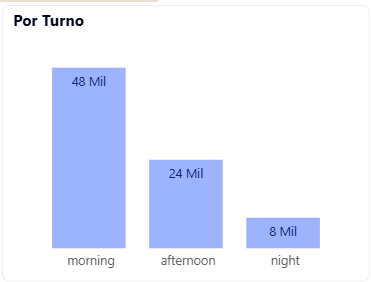 Por Turno
48 Mil
24 Mil
8 Mil
morning
afternoon
night